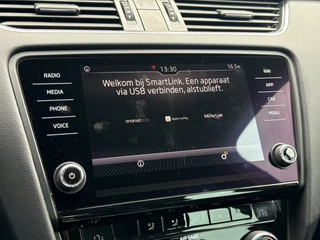 13:30
16.5
RADIO
NAV
Welkom bij SmartLink. Een apparaat
via USB verbinden, alstublieft.
MEDIA
APP
PHONE
CAR
androidauto
Apple CarPlay
MirrorLink
VOICE
MENU